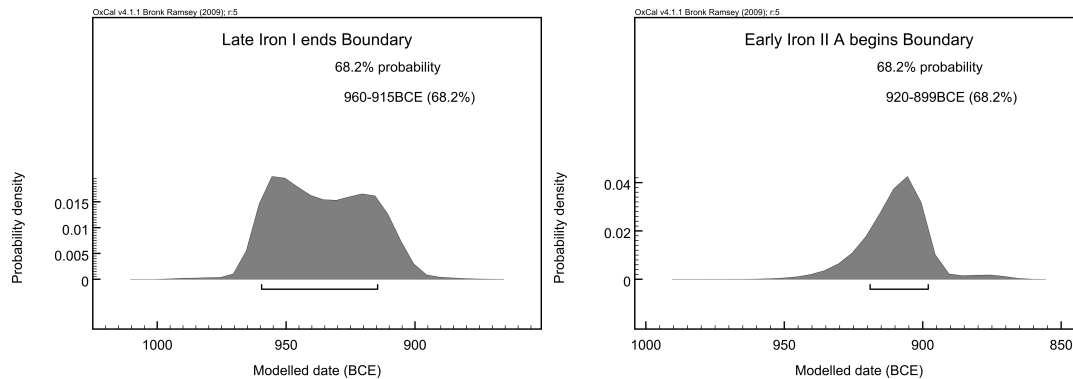 OxCal v4.1.1 Bronk Ramsey (2009); r:5
Late Iron I ends Boundary
68.2% probability
960-915BCE (68.2%)
Probability density
0.015
0.01
0.005
0
1000 950 900
Modelled date (BCE)
OxCal v4.1.1 Bronk Ramsey (2009); r:5
Early Iron II A begins Boundary
68.2% probability
920-899BCE (68.2%)
Probability density
0.04
0.02
0
1000 950 900 850
Modelled date (BCE)